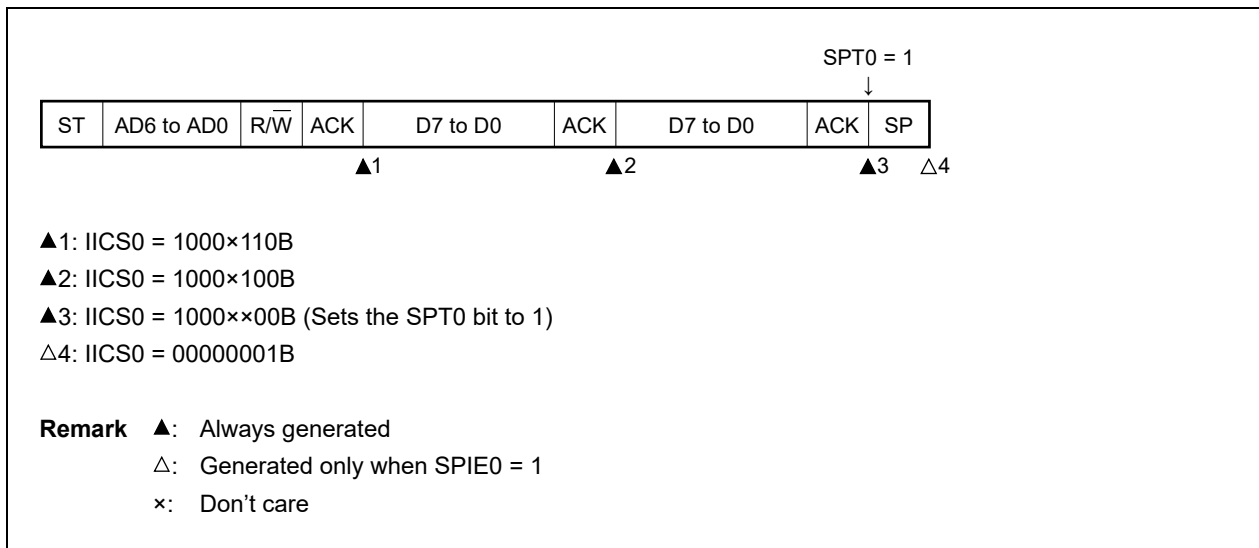 SPT0 = 1
↓
ST AD6 to AD0 R/W̅ ACK D7 to D0 ACK D7 to D0 ACK SP
▲1 ▲2 ▲3 △4
▲1: IICS0 = 1000×110B
▲2: IICS0 = 1000×100B
▲3: IICS0 = 1000××00B (Sets the SPT0 bit to 1)
△4: IICS0 = 00000001B
Remark ▲: Always generated
△: Generated only when SPIE0 = 1
×: Don’t care